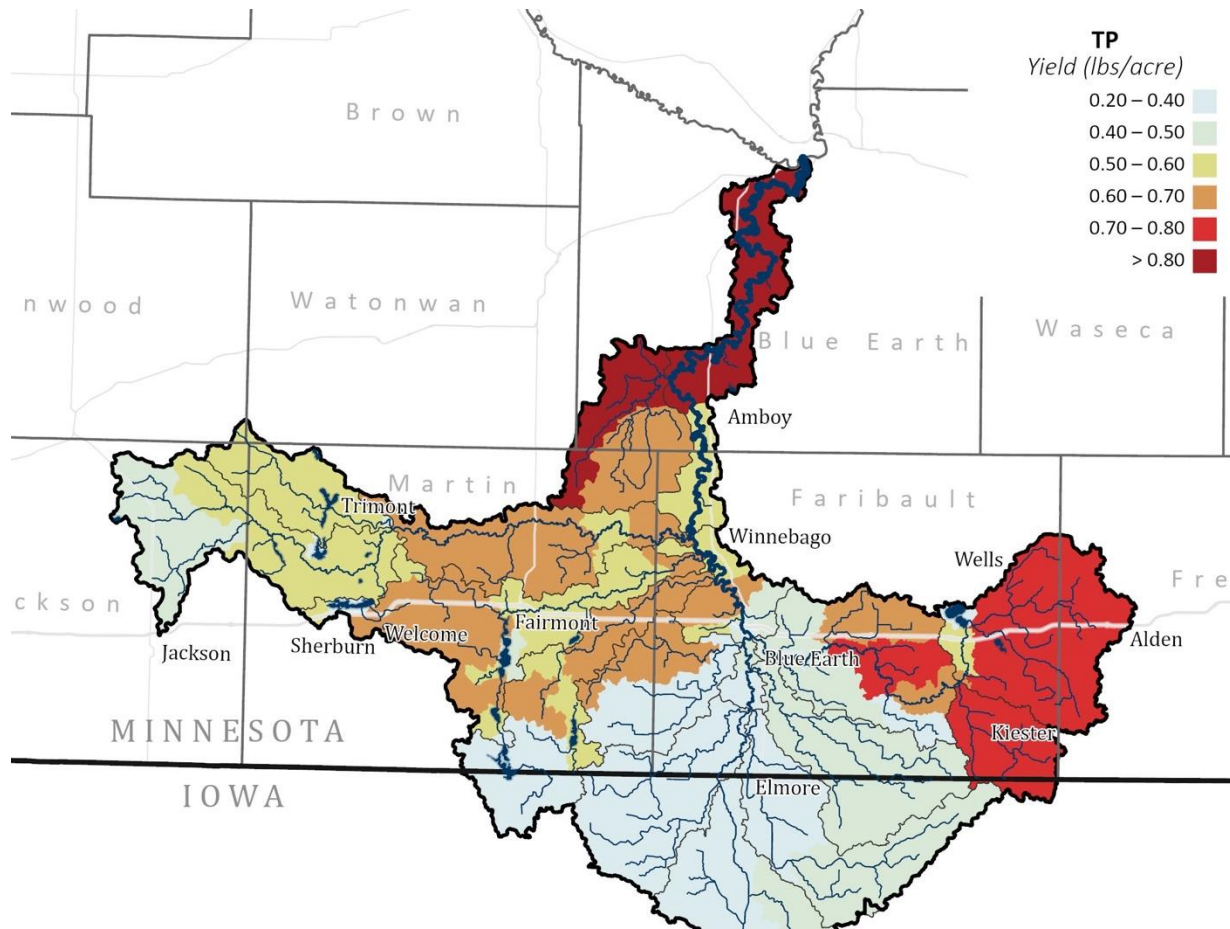 TP
Yield (lbs/acre)
0.20 – 0.40
0.40 – 0.50
0.50 – 0.60
0.60 – 0.70
0.70 – 0.80
> 0.80
Brown
nwood
Watonwan
Blue Earth
Waseca
Amboy
Martin
Faribault
Trimont
Winnebago
Wells
Fre
ckson
Fairmont
Jackson
Sherburn
Welcome
Blue Earth
Alden
MINNESOTA
Kiester
IOWA
Elmore